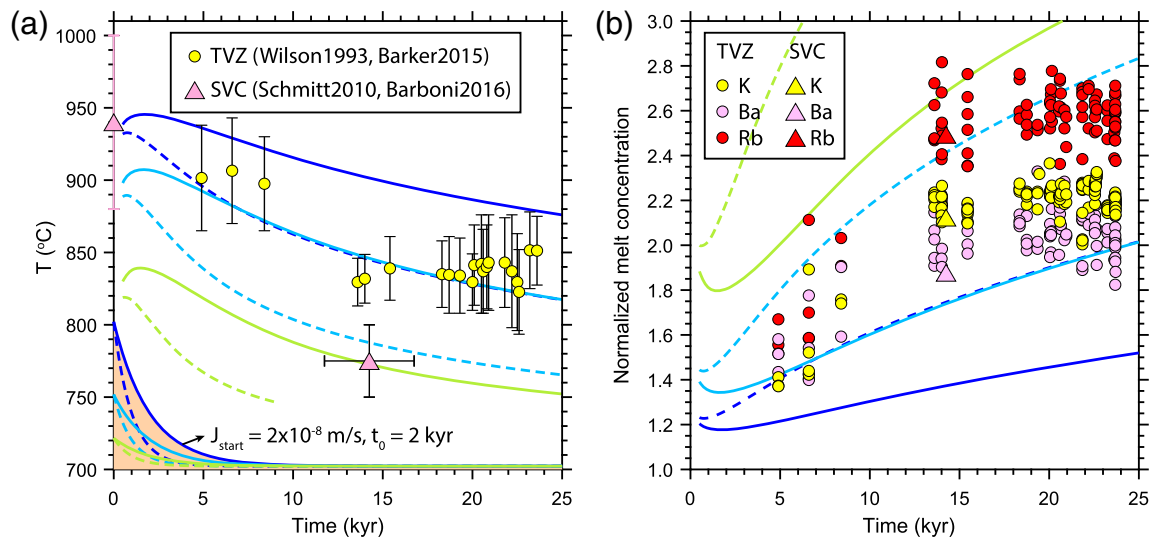 (a)
1000
950
900
850
800
750
700
T (°C)
TVZ (Wilson1993, Barker2015)
SVC (Schmitt2010, Barboni2016)
J_start = 2x10⁻⁸ m/s, t₀ = 2 kyr
0 5 10 15 20 25
Time (kyr)
(b)
3.0
2.8
2.6
2.4
2.2
2.0
1.8
1.6
1.4
1.2
1.0
Normalized melt concentration
TVZ SVC
K K
Ba Ba
Rb Rb
0 5 10 15 20 25
Time (kyr)